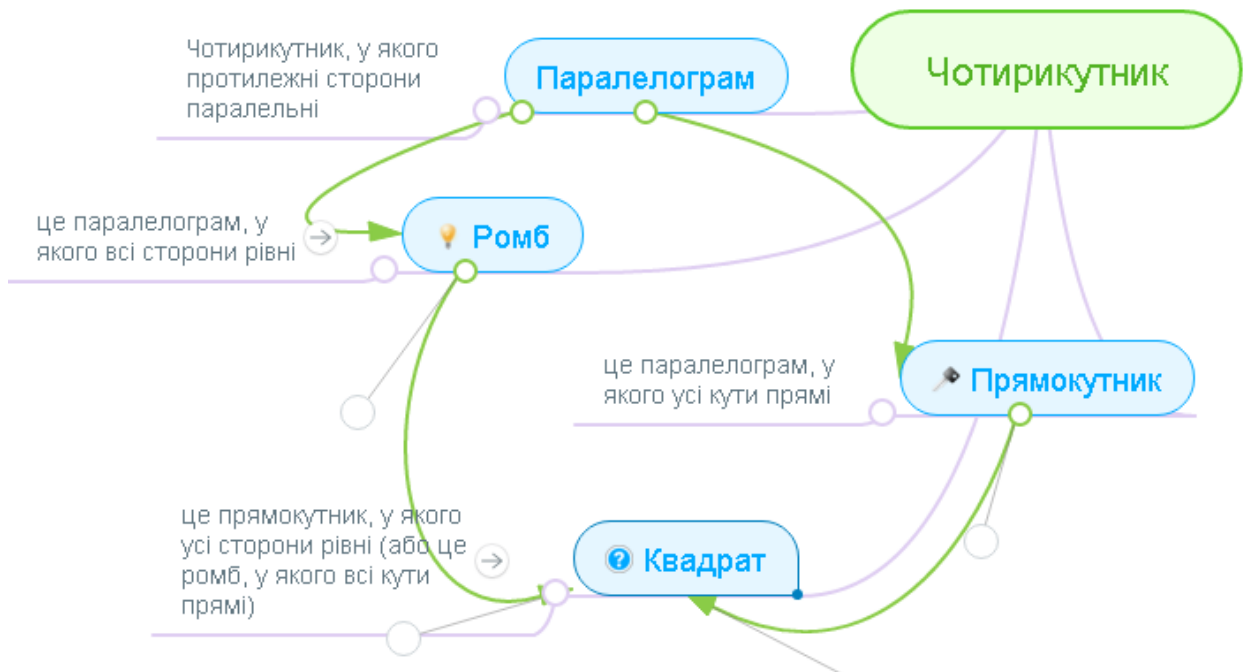 Чотирикутник, у якого
протилежні сторони
паралельні
Паралелограм
Чотирикутник
це паралелограм, у
якого всі сторони рівні
Ромб
це паралелограм, у
якого усі кути прямі
Прямокутник
це прямокутник, у якого
усі сторони рівні (або це
ромб, у якого всі кути
прямі)
Квадрат